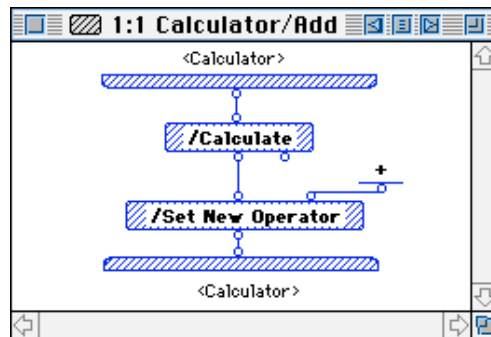 1:1 Calculator/Add
<Calculator>
/Calculate
+
/Set New Operator
<Calculator>